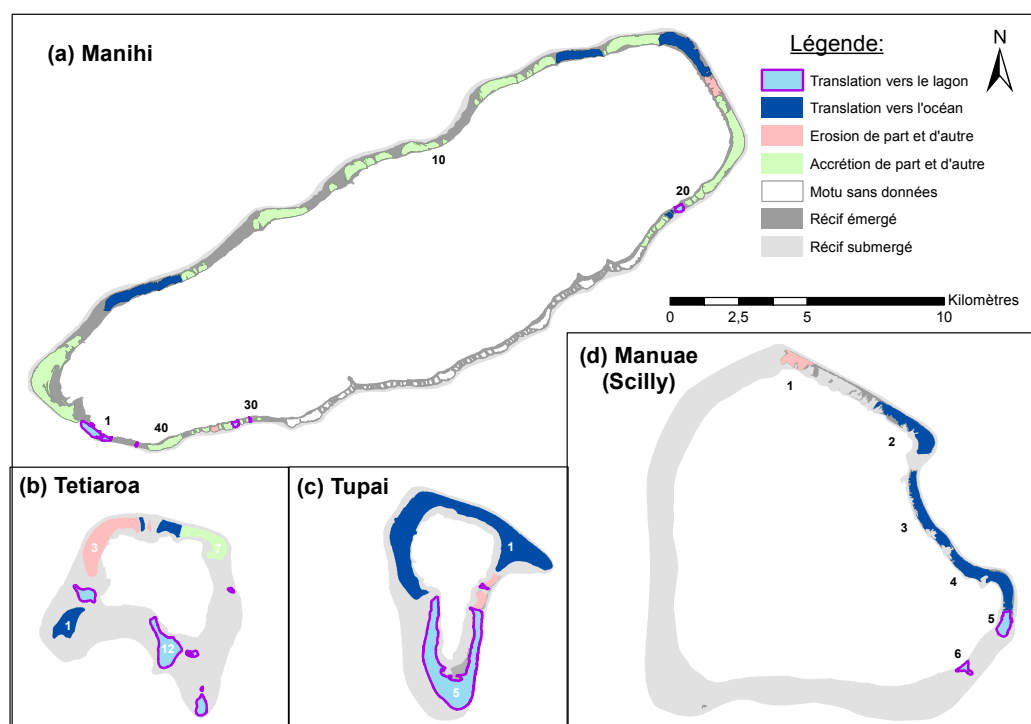 (a) Manihi
Légende:
N
Translation vers le lagon
Translation vers l'océan
Erosion de part et d'autre
Accrétion de part et d'autre
Motu sans données
Récif émergé
Récif submergé
Kilomètres
0 2,5 5 10
10
20
1
40
30
(b) Tetiaroa
3
7
1
12
(c) Tupai
1
5
(d) Manuae
(Scilly)
1
2
3
4
5
6